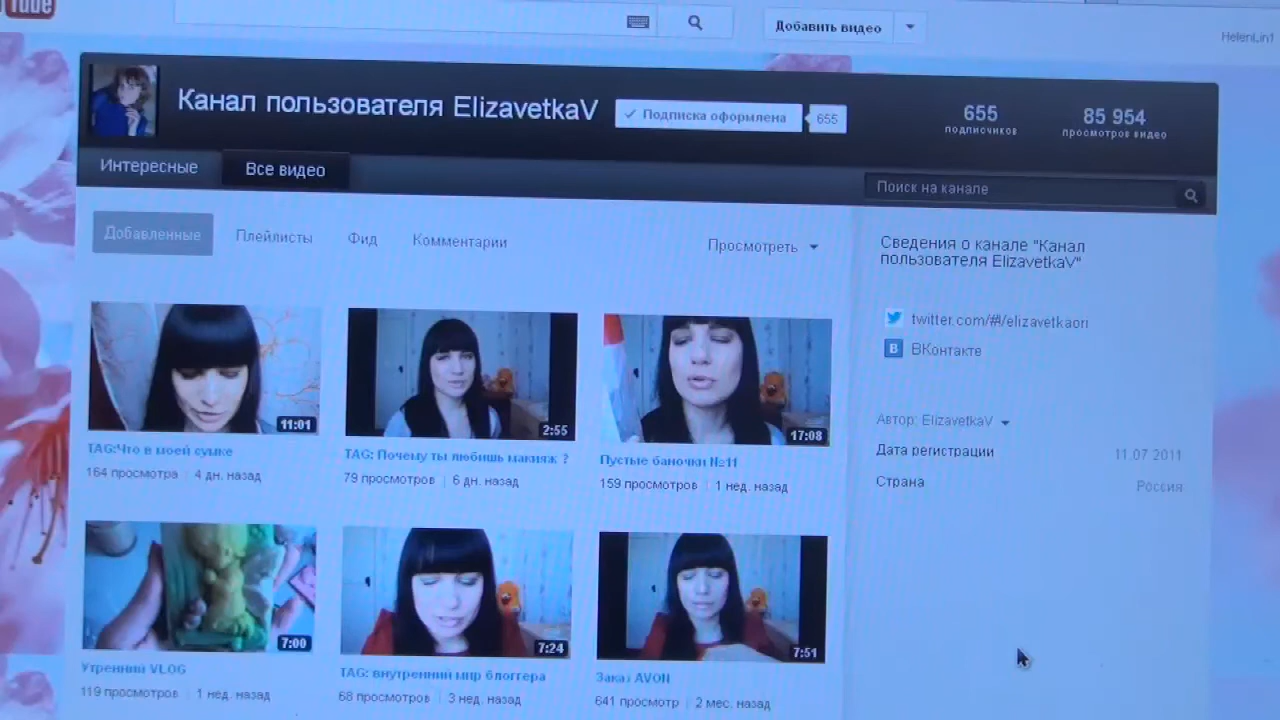 Tube
Добавить видео
HelenLin1
Канал пользователя ElizavetkaV
Подписка оформлена
655
655
подписчиков
85 954
просмотров видео
Интересные
Все видео
Поиск на канале
Добавленные
Плейлисты
Фид
Комментарии
Просмотреть
Сведения о канале "Канал
пользователя ElizavetkaV"
twitter.com/#!/elizavetkaori
B ВКонтакте
Автор: ElizavetkaV
Дата регистрации
11.07.2011
Страна
Россия
11:01
TAG:Что в моей сумке
164 просмотра | 4 дн. назад
2:55
TAG: Почему ты любишь макияж ?
79 просмотров | 6 дн. назад
17:08
Пустые баночки №11
159 просмотров | 1 нед. назад
7:00
Утренний VLOG
119 просмотров | 1 нед. назад
7:24
TAG: внутренний мир блоггера
68 просмотров | 3 нед. назад
7:51
Заказ AVON
641 просмотр | 2 мес. назад